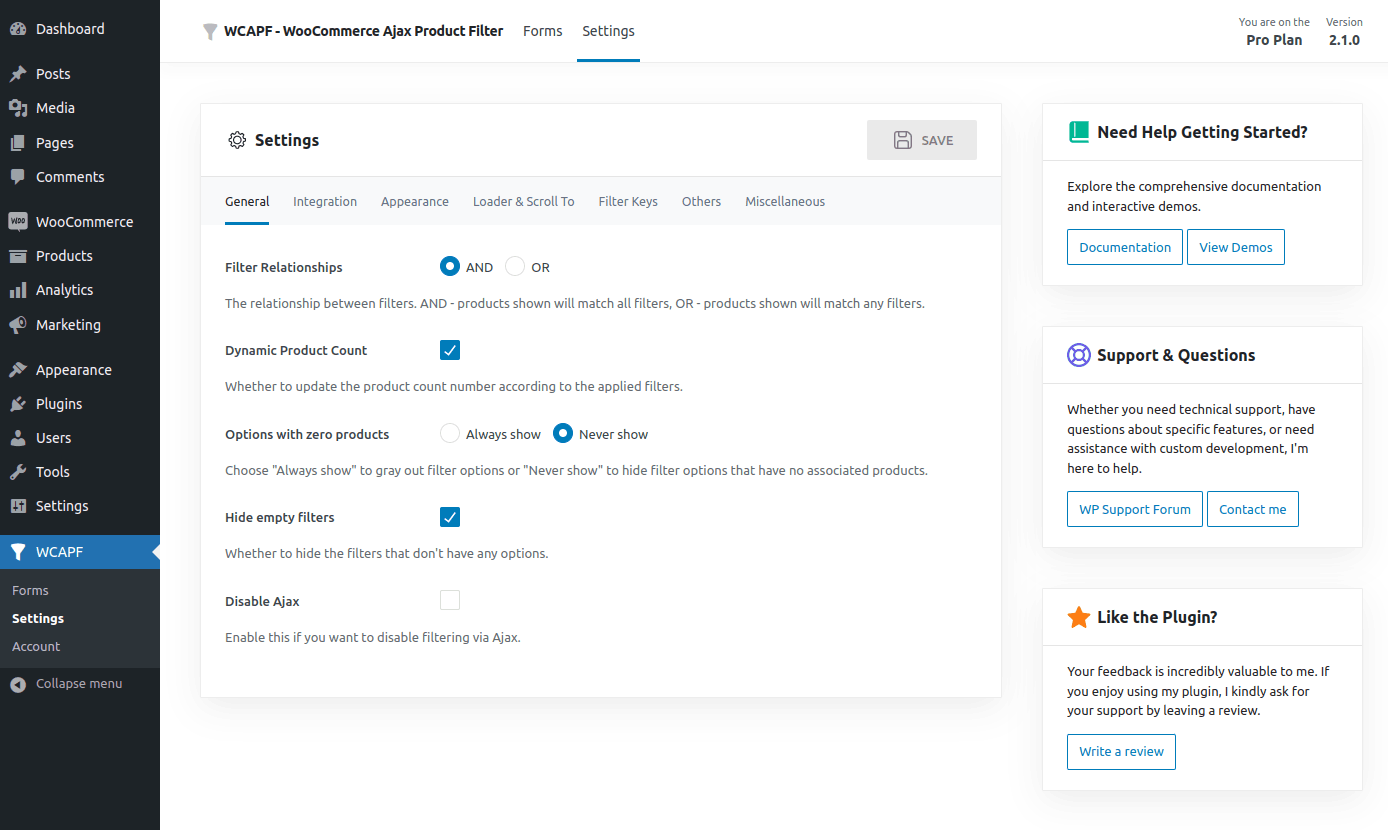 Dashboard
Posts
Media
Pages
Comments
WOO
WooCommerce
Products
Analytics
Marketing
Appearance
Plugins
Users
Tools
Settings
WCAPF
Forms
Settings
Account
Collapse menu
WCAPF - WooCommerce Ajax Product Filter
Forms
Settings
You are on the
Pro Plan
Version
2.1.0
Settings
SAVE
General
Integration
Appearance
Loader & Scroll To
Filter Keys
Others
Miscellaneous
Filter Relationships
AND
OR
The relationship between filters. AND - products shown will match all filters, OR - products shown will match any filters.
Dynamic Product Count
Whether to update the product count number according to the applied filters.
Options with zero products
Always show
Never show
Choose "Always show" to gray out filter options or "Never show" to hide filter options that have no associated products.
Hide empty filters
Whether to hide the filters that don't have any options.
Disable Ajax
Enable this if you want to disable filtering via Ajax.
Need Help Getting Started?
Explore the comprehensive documentation
and interactive demos.
Documentation
View Demos
Support & Questions
Whether you need technical support, have
questions about specific features, or need
assistance with custom development, I'm
here to help.
WP Support Forum
Contact me
Like the Plugin?
Your feedback is incredibly valuable to me. If
you enjoy using my plugin, I kindly ask for
your support by leaving a review.
Write a review